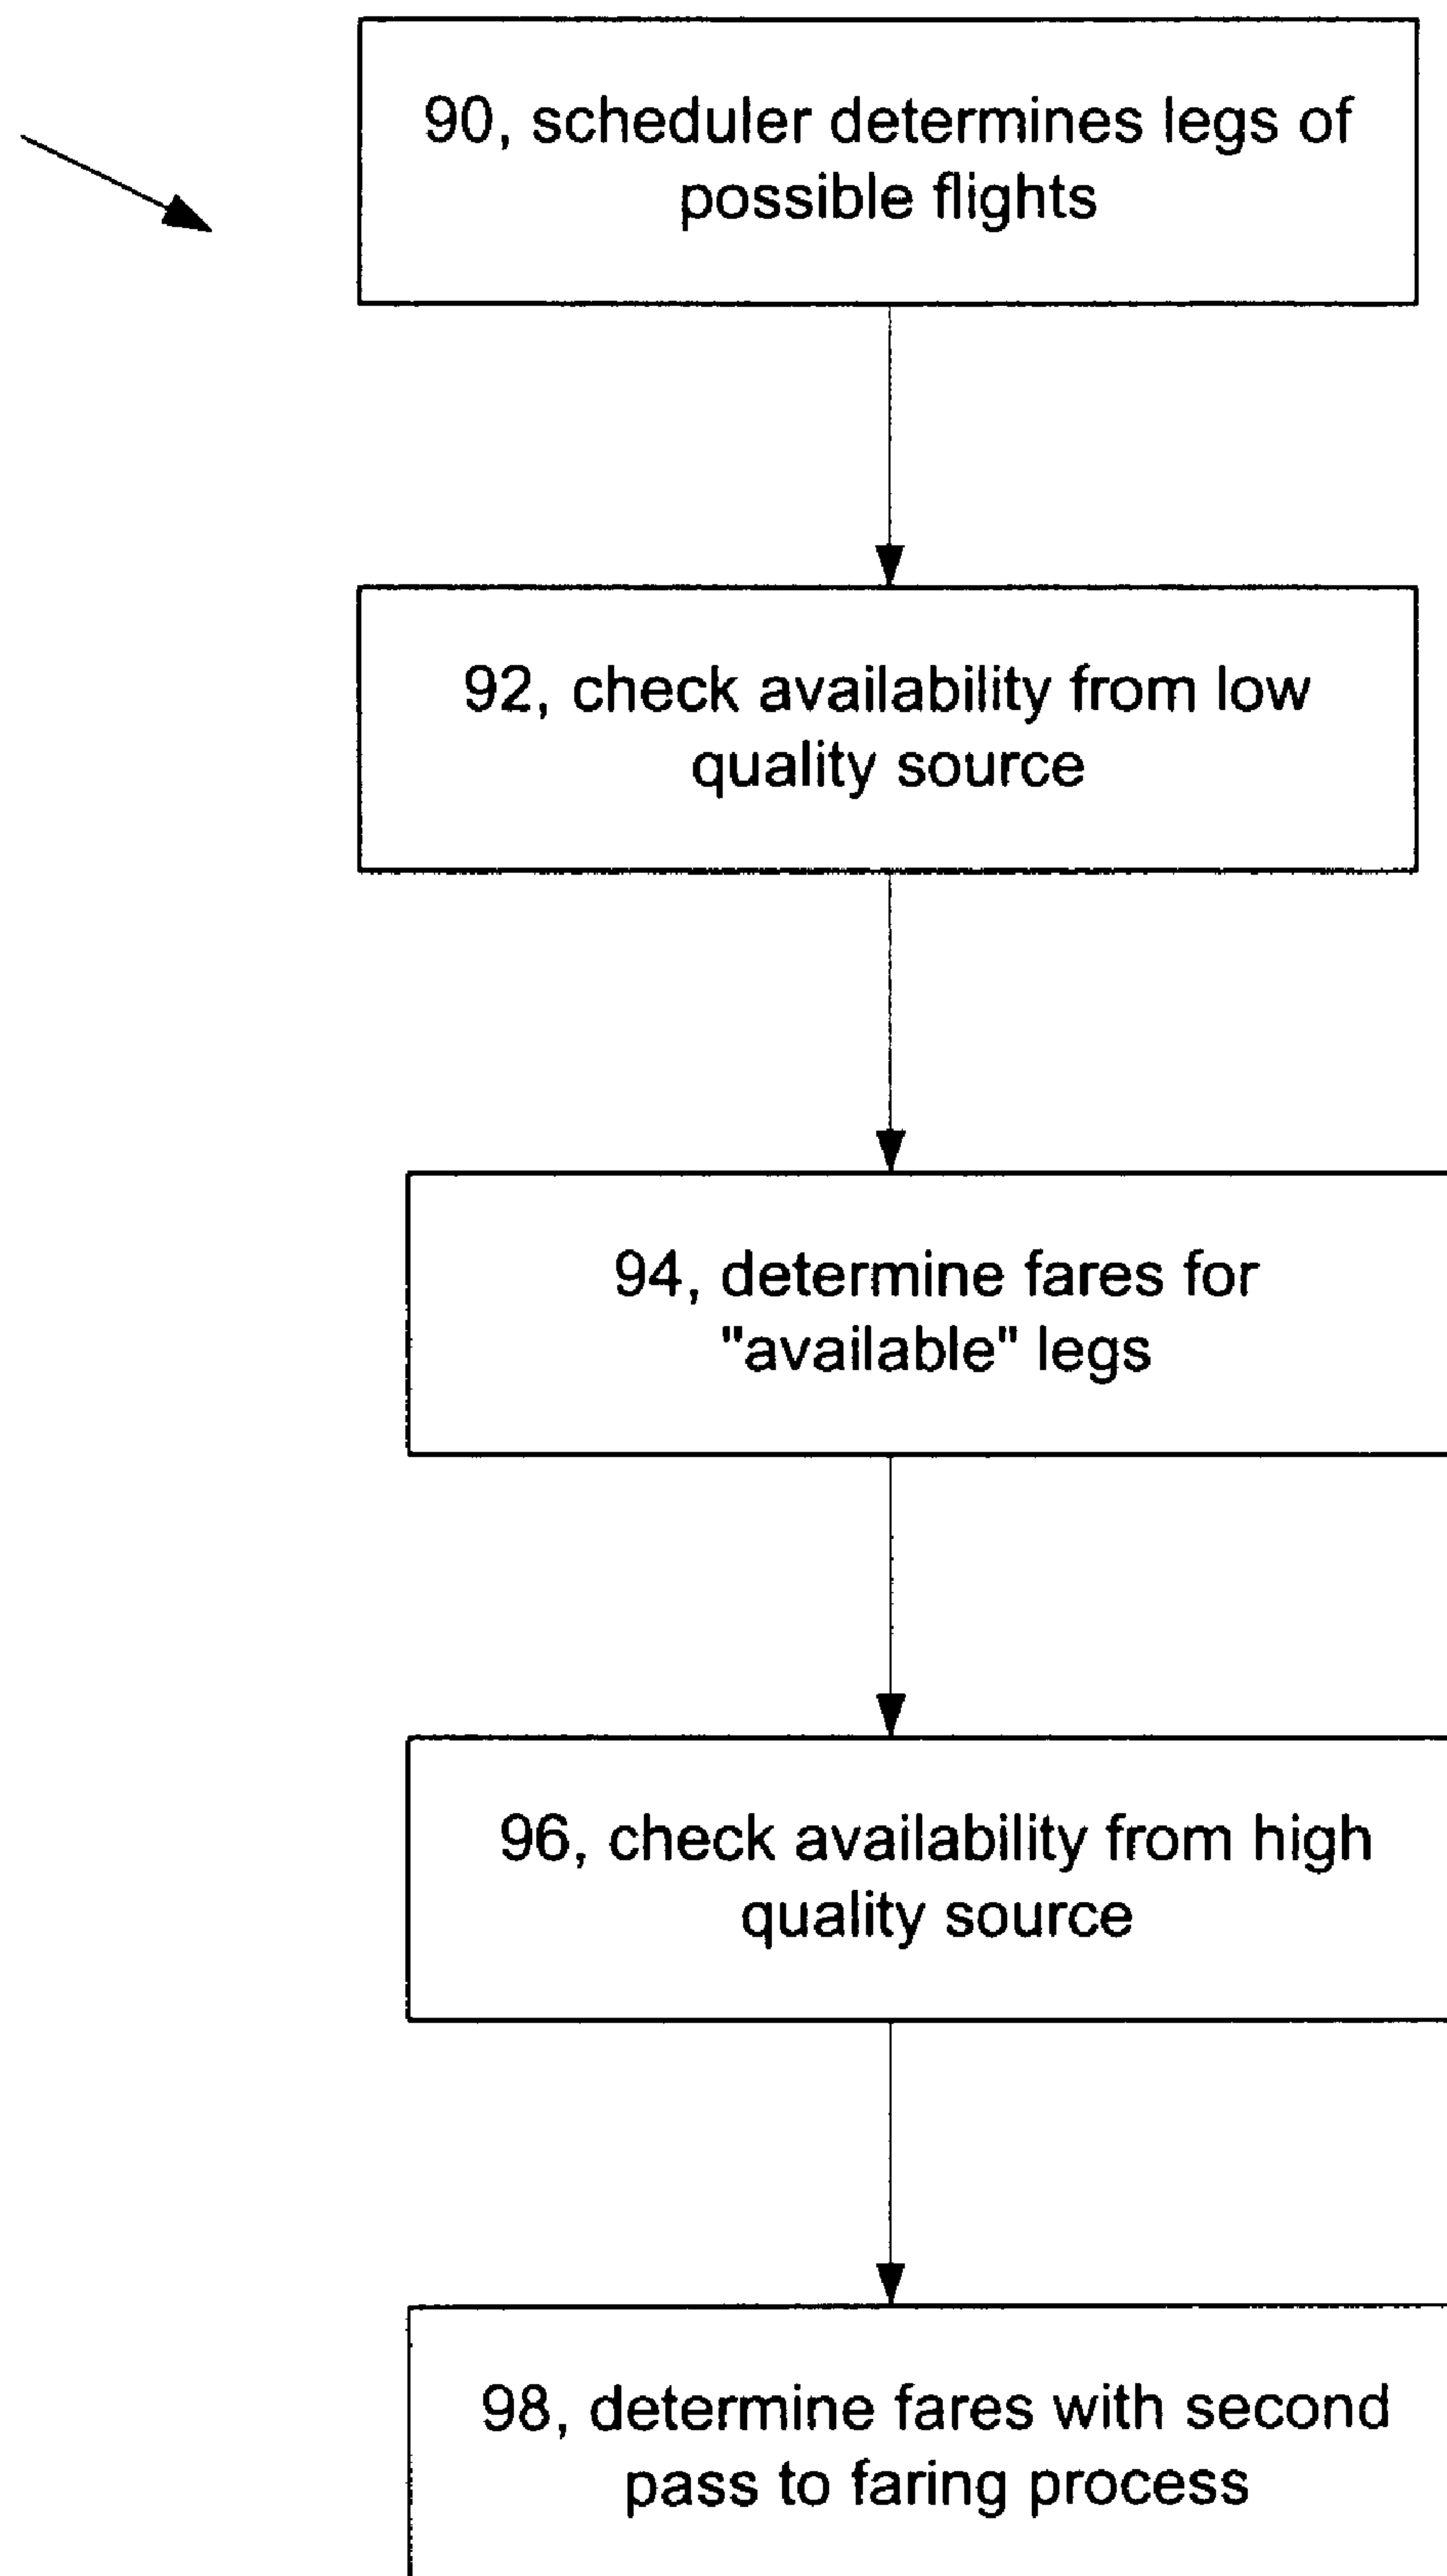 90, scheduler determines legs of
possible flights
92, check availability from low
quality source
94, determine fares for
"available" legs
96, check availability from high
quality source
98, determine fares with second
pass to faring process